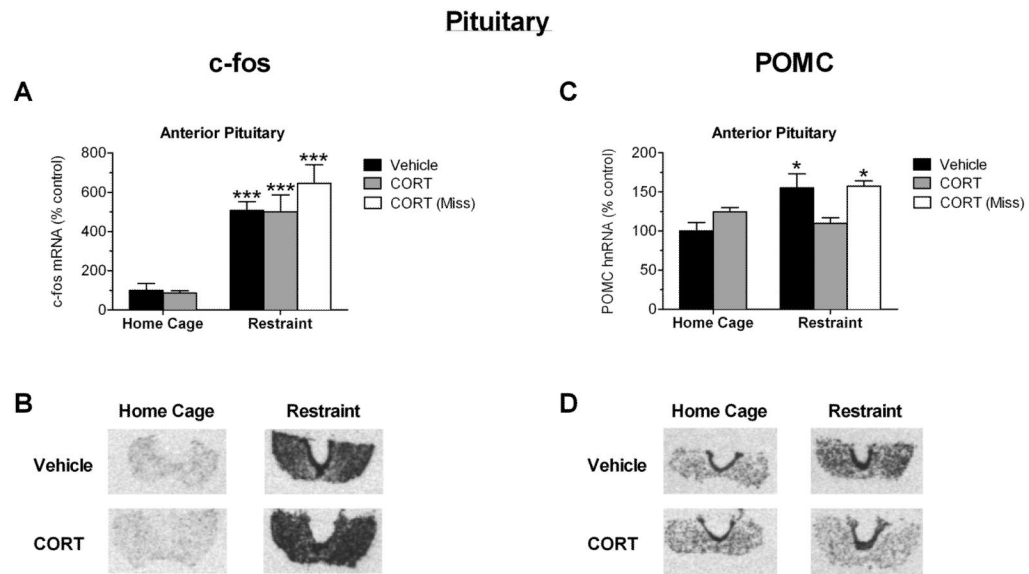 Pituitary
c-fos
POMC
A
Anterior Pituitary
c-fos mRNA (% control)
800
600
400
200
0
***
***
***
Home Cage
Restraint
Vehicle
CORT
CORT (Miss)
C
Anterior Pituitary
POMC hnRNA (% control)
200
150
100
50
0
*
*
Home Cage
Restraint
Vehicle
CORT
CORT (Miss)
B
Home Cage
Restraint
Vehicle
CORT
D
Home Cage
Restraint
Vehicle
CORT